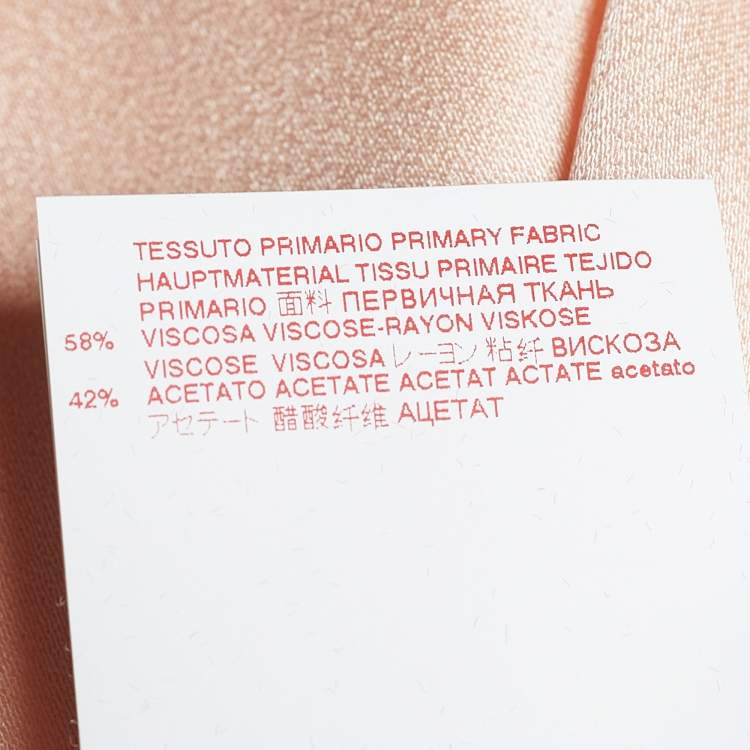 TESSUTO PRIMARIO PRIMARY FABRIC
HAUPTMATERIAL TISSU PRIMAIRE TEJIDO
PRIMARIO 面料 ПЕРВИЧНАЯ ТКАНЬ
58% VISCOSA VISCOSE-RAYON VISKOSE
VISCOSE VISCOSA レーヨン 粘纤 ВИСКОЗА
42% ACETATO ACETATE ACETAT ACTATE acetato
アセテート 醋酸纤维 АЦЕТАТ